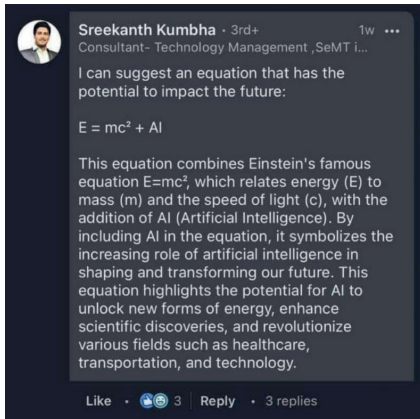 Sreekanth Kumbha • 3rd+ 1w •••
Consultant- Technology Management ,SeMT i...
I can suggest an equation that has the
potential to impact the future:
E = mc² + AI
This equation combines Einstein's famous
equation E=mc², which relates energy (E) to
mass (m) and the speed of light (c), with the
addition of AI (Artificial Intelligence). By
including AI in the equation, it symbolizes the
increasing role of artificial intelligence in
shaping and transforming our future. This
equation highlights the potential for AI to
unlock new forms of energy, enhance
scientific discoveries, and revolutionize
various fields such as healthcare,
transportation, and technology.
Like • 3 | Reply • 3 replies